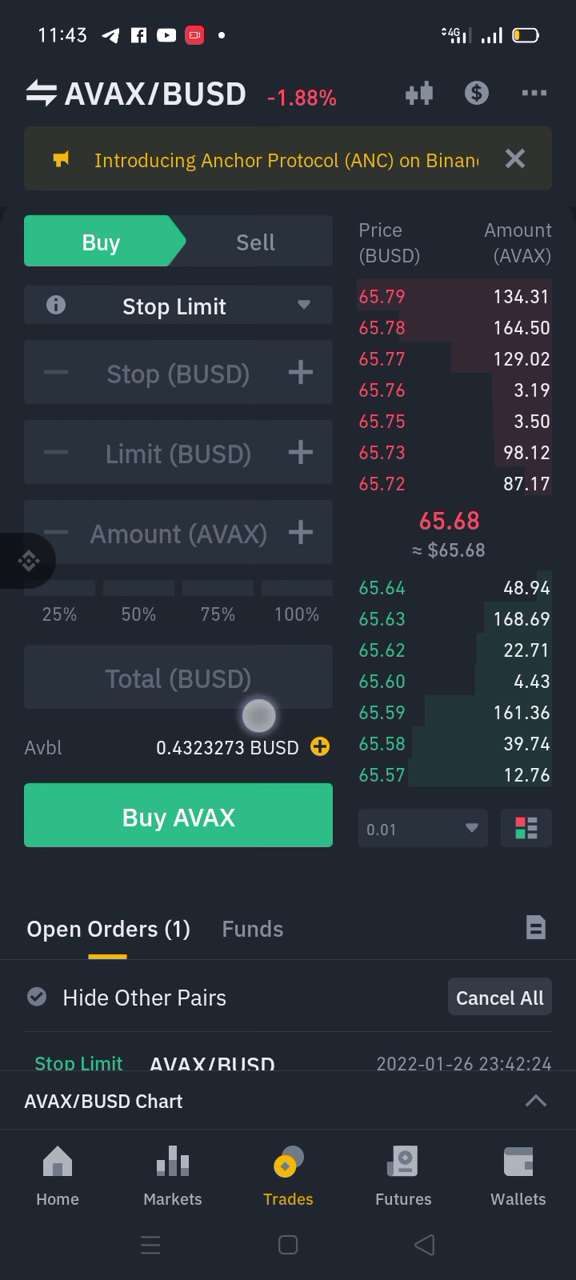 11:43 4G
AVAX/BUSD -1.88%
Introducing Anchor Protocol (ANC) on Binan
Buy Sell
Stop Limit
Stop (BUSD)
Limit (BUSD)
Amount (AVAX)
25% 50% 75% 100%
Total (BUSD)
Avbl 0.4323273 BUSD
Buy AVAX
Price Amount
(BUSD) (AVAX)
65.79 134.31
65.78 164.50
65.77 129.02
65.76 3.19
65.75 3.50
65.73 98.12
65.72 87.17
65.68
≈ $65.68
65.64 48.94
65.63 168.69
65.62 22.71
65.60 4.43
65.59 161.36
65.58 39.74
65.57 12.76
0.01
Open Orders (1) Funds
Hide Other Pairs Cancel All
Stop Limit AVAX/BUSD 2022-01-26 23:42:24
AVAX/BUSD Chart
Home Markets Trades Futures Wallets